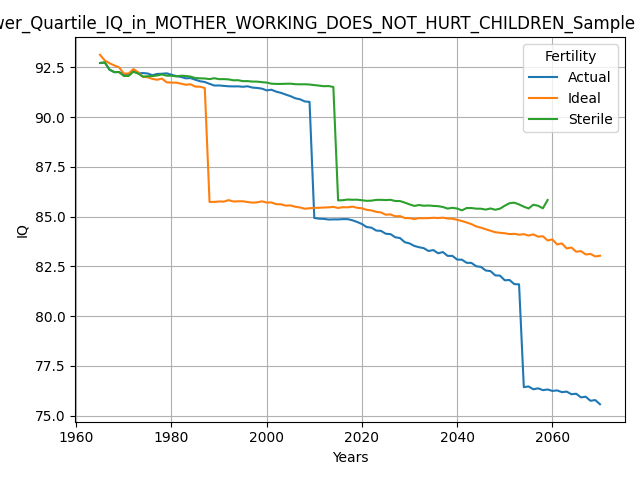 wer_Quartile_IQ_in_MOTHER_WORKING_DOES_NOT_HURT_CHILDREN_Sample
Fertility
Actual
Ideal
Sterile
IQ
92.5
90.0
87.5
85.0
82.5
80.0
77.5
75.0
1960 1980 2000 2020 2040 2060
Years